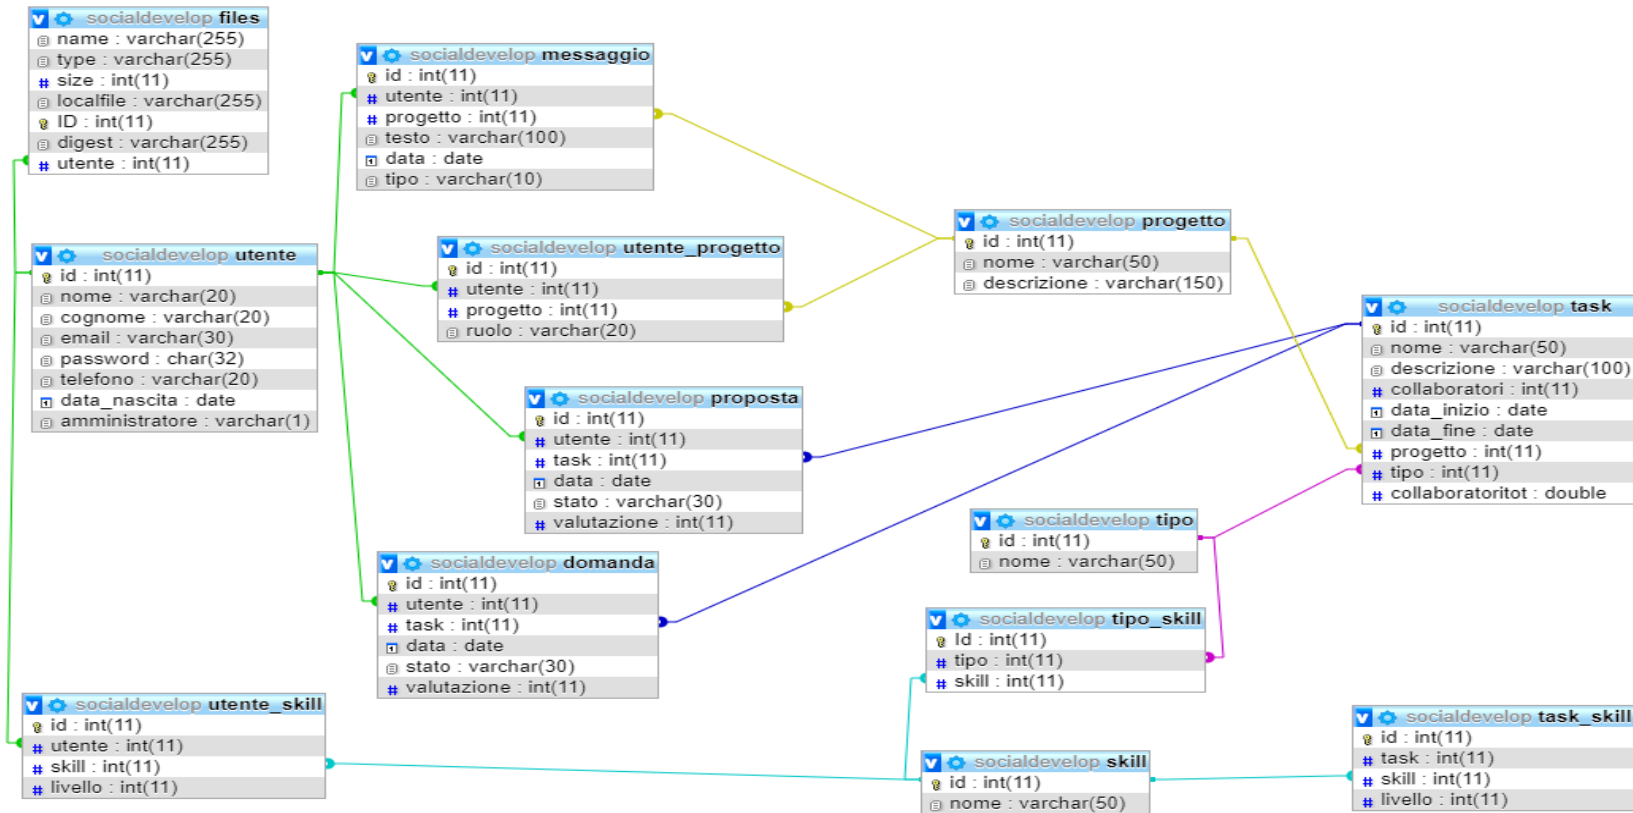 socialdevelop files
name : varchar(255)
type : varchar(255)
size : int(11)
localfile : varchar(255)
ID : int(11)
digest : varchar(255)
utente : int(11)
socialdevelop messaggio
id : int(11)
utente : int(11)
progetto : int(11)
testo : varchar(100)
data : date
tipo : varchar(10)
socialdevelop utente
id : int(11)
nome : varchar(20)
cognome : varchar(20)
email : varchar(30)
password : char(32)
telefono : varchar(20)
data_nascita : date
amministratore : varchar(1)
socialdevelop utente_progetto
id : int(11)
utente : int(11)
progetto : int(11)
ruolo : varchar(20)
socialdevelop progetto
id : int(11)
nome : varchar(50)
descrizione : varchar(150)
socialdevelop task
id : int(11)
nome : varchar(50)
descrizione : varchar(100)
collaboratori : int(11)
data_inizio : date
data_fine : date
progetto : int(11)
tipo : int(11)
collaboratoritot : double
socialdevelop proposta
id : int(11)
utente : int(11)
task : int(11)
data : date
stato : varchar(30)
valutazione : int(11)
socialdevelop tipo
id : int(11)
nome : varchar(50)
socialdevelop domanda
id : int(11)
utente : int(11)
task : int(11)
data : date
stato : varchar(30)
valutazione : int(11)
socialdevelop tipo_skill
Id : int(11)
tipo : int(11)
skill : int(11)
socialdevelop utente_skill
id : int(11)
utente : int(11)
skill : int(11)
livello : int(11)
socialdevelop skill
id : int(11)
nome : varchar(50)
socialdevelop task_skill
id : int(11)
task : int(11)
skill : int(11)
livello : int(11)